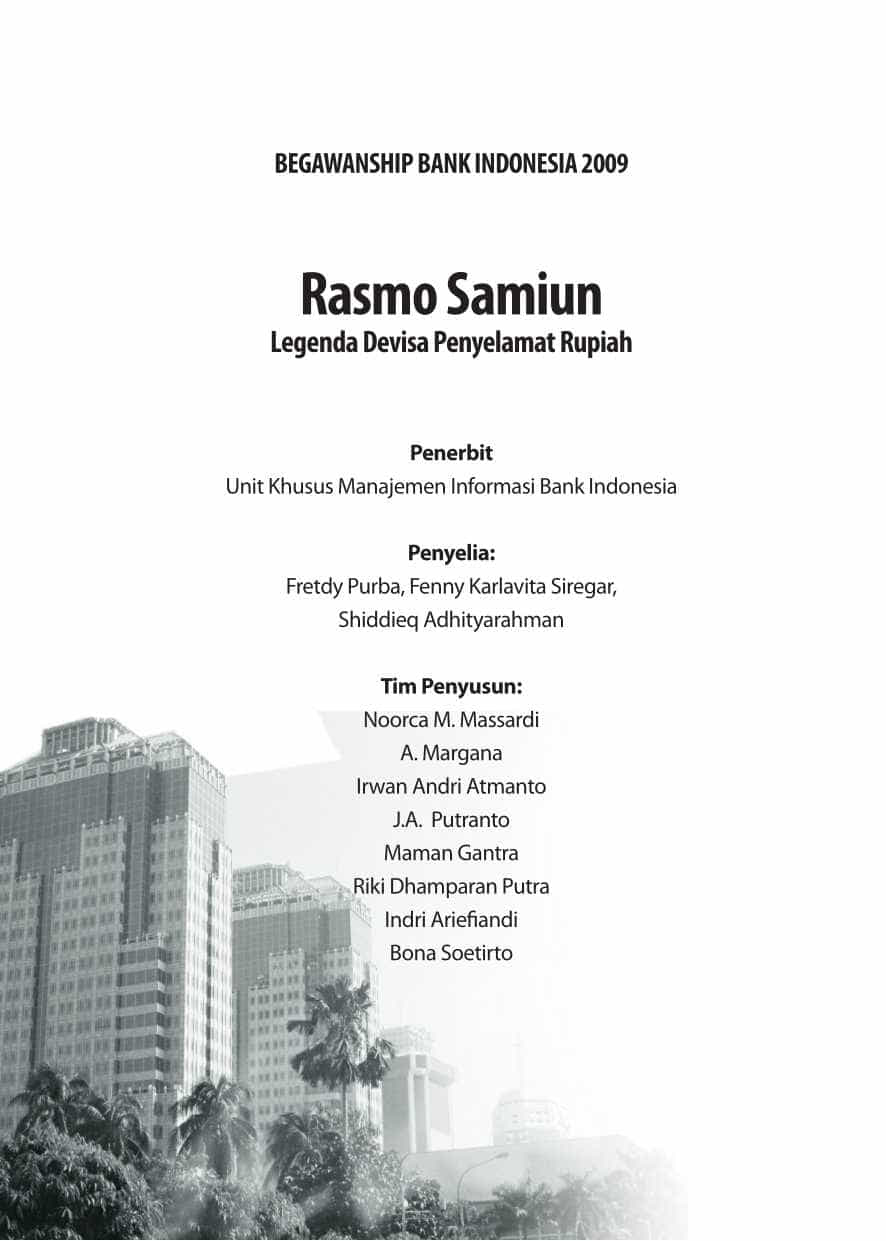 BEGAWANSHIP BANK INDONESIA 2009
Rasmo Samiun
Legenda Devisa Penyelamat Rupiah
Penerbit
Unit Khusus Manajemen Informasi Bank Indonesia
Penyelia:
Fretdy Purba, Fenny Karlavita Siregar,
Shiddieq Adhityarahman
Tim Penyusun:
Noorca M. Massardi
A. Margana
Irwan Andri Atmanto
J.A. Putranto
Maman Gantra
Riki Dhamparan Putra
Indri Ariefiandi
Bona Soetirto